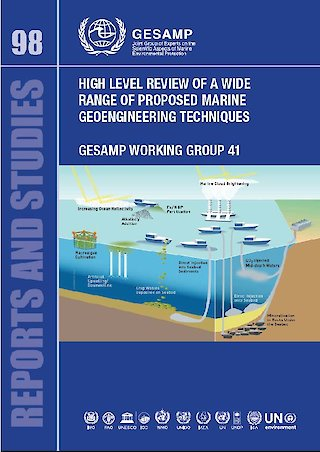 98
GESAMP
Joint Group of Experts on the
Scientific Aspects of Marine
Environmental Protection
HIGH LEVEL REVIEW OF A WIDE
RANGE OF PROPOSED MARINE
GEOENGINEERING TECHNIQUES
GESAMP WORKING GROUP 41
REPORTS AND STUDIES
Marine Cloud Brightening
Increasing Ocean Reflectivity
Fe/N&P
Fertilization
Alkalinity
Addition
Macroalgae
Cultivation
Artificial
Upwelling/
Downwelling
Crop Wastes
Deposited on Seabed
Direct Injection
into Seabed
Sediments
CO₂ Injected
Mid-depth Waters
Direct Injection
into Seabed
Mineralization
in Rocks Under
the Seabed
IMO
FAO
UNESCO
IOC
WMO
UNIDO
IAEA
UN
UNDP
ISA
UN
environment